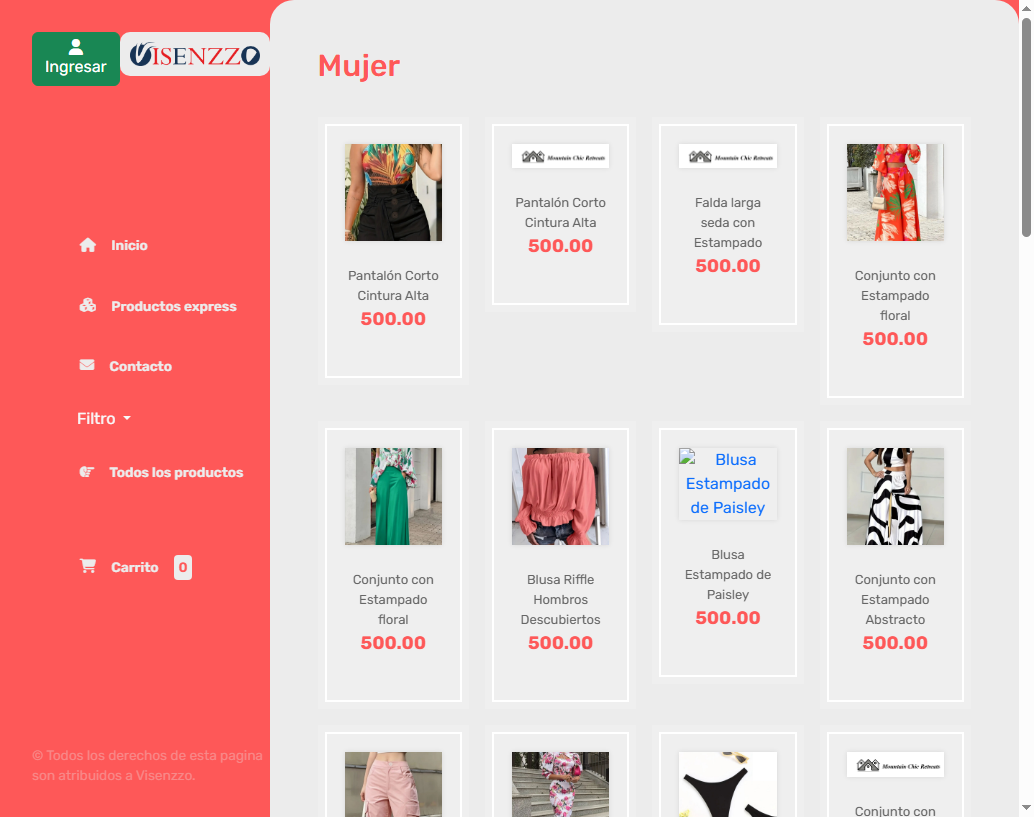 Ingresar
VISENZZO
Inicio
Productos express
Contacto
Filtro
Todos los productos
Carrito 0
© Todos los derechos de esta pagina
son atribuidos a Visenzzo.
Mujer
Pantalón Corto
Cintura Alta
500.00
Mountain Chic Retreats
Pantalón Corto
Cintura Alta
500.00
Mountain Chic Retreats
Falda larga
seda con
Estampado
500.00
Conjunto con
Estampado
floral
500.00
Conjunto con
Estampado
floral
500.00
Blusa Riffle
Hombros
Descubiertos
500.00
Blusa
Estampado
de Paisley
Blusa
Estampado de
Paisley
500.00
Conjunto con
Estampado
Abstracto
500.00
Mountain Chic Retreats
Conjunto con